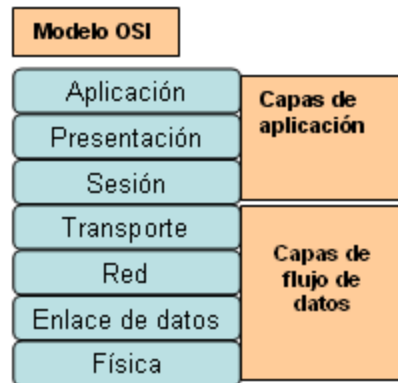 Modelo OSI
Aplicación
Presentación
Sesión
Transporte
Red
Enlace de datos
Física
Capas de
aplicación
Capas de
flujo de
datos